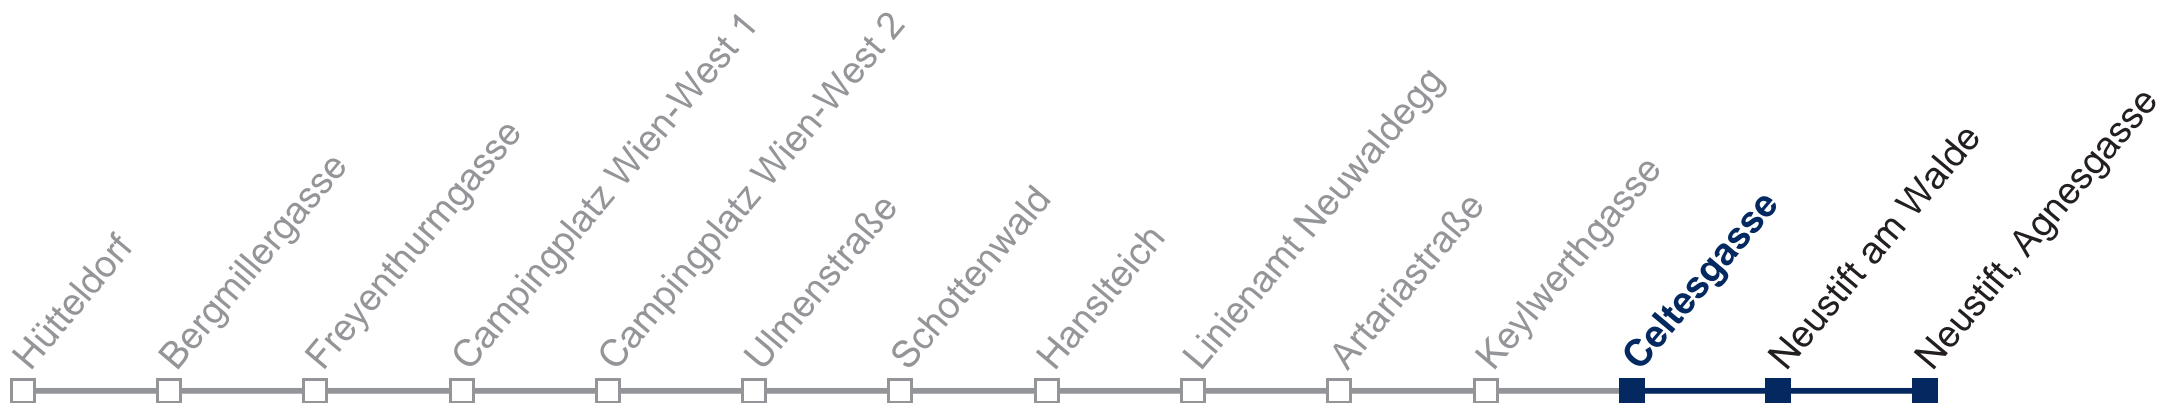 Hütteldorf
Bergmillergasse
Freyenthurmgasse
Campingplatz Wien-West 1
Campingplatz Wien-West 2
Ulmenstraße
Schottenwald
Hanslteich
Linienamt Neuwaldegg
Artariastraße
Keylwerthgasse
Celtesgasse
Neustift am Walde
Neustift, Agnesgasse